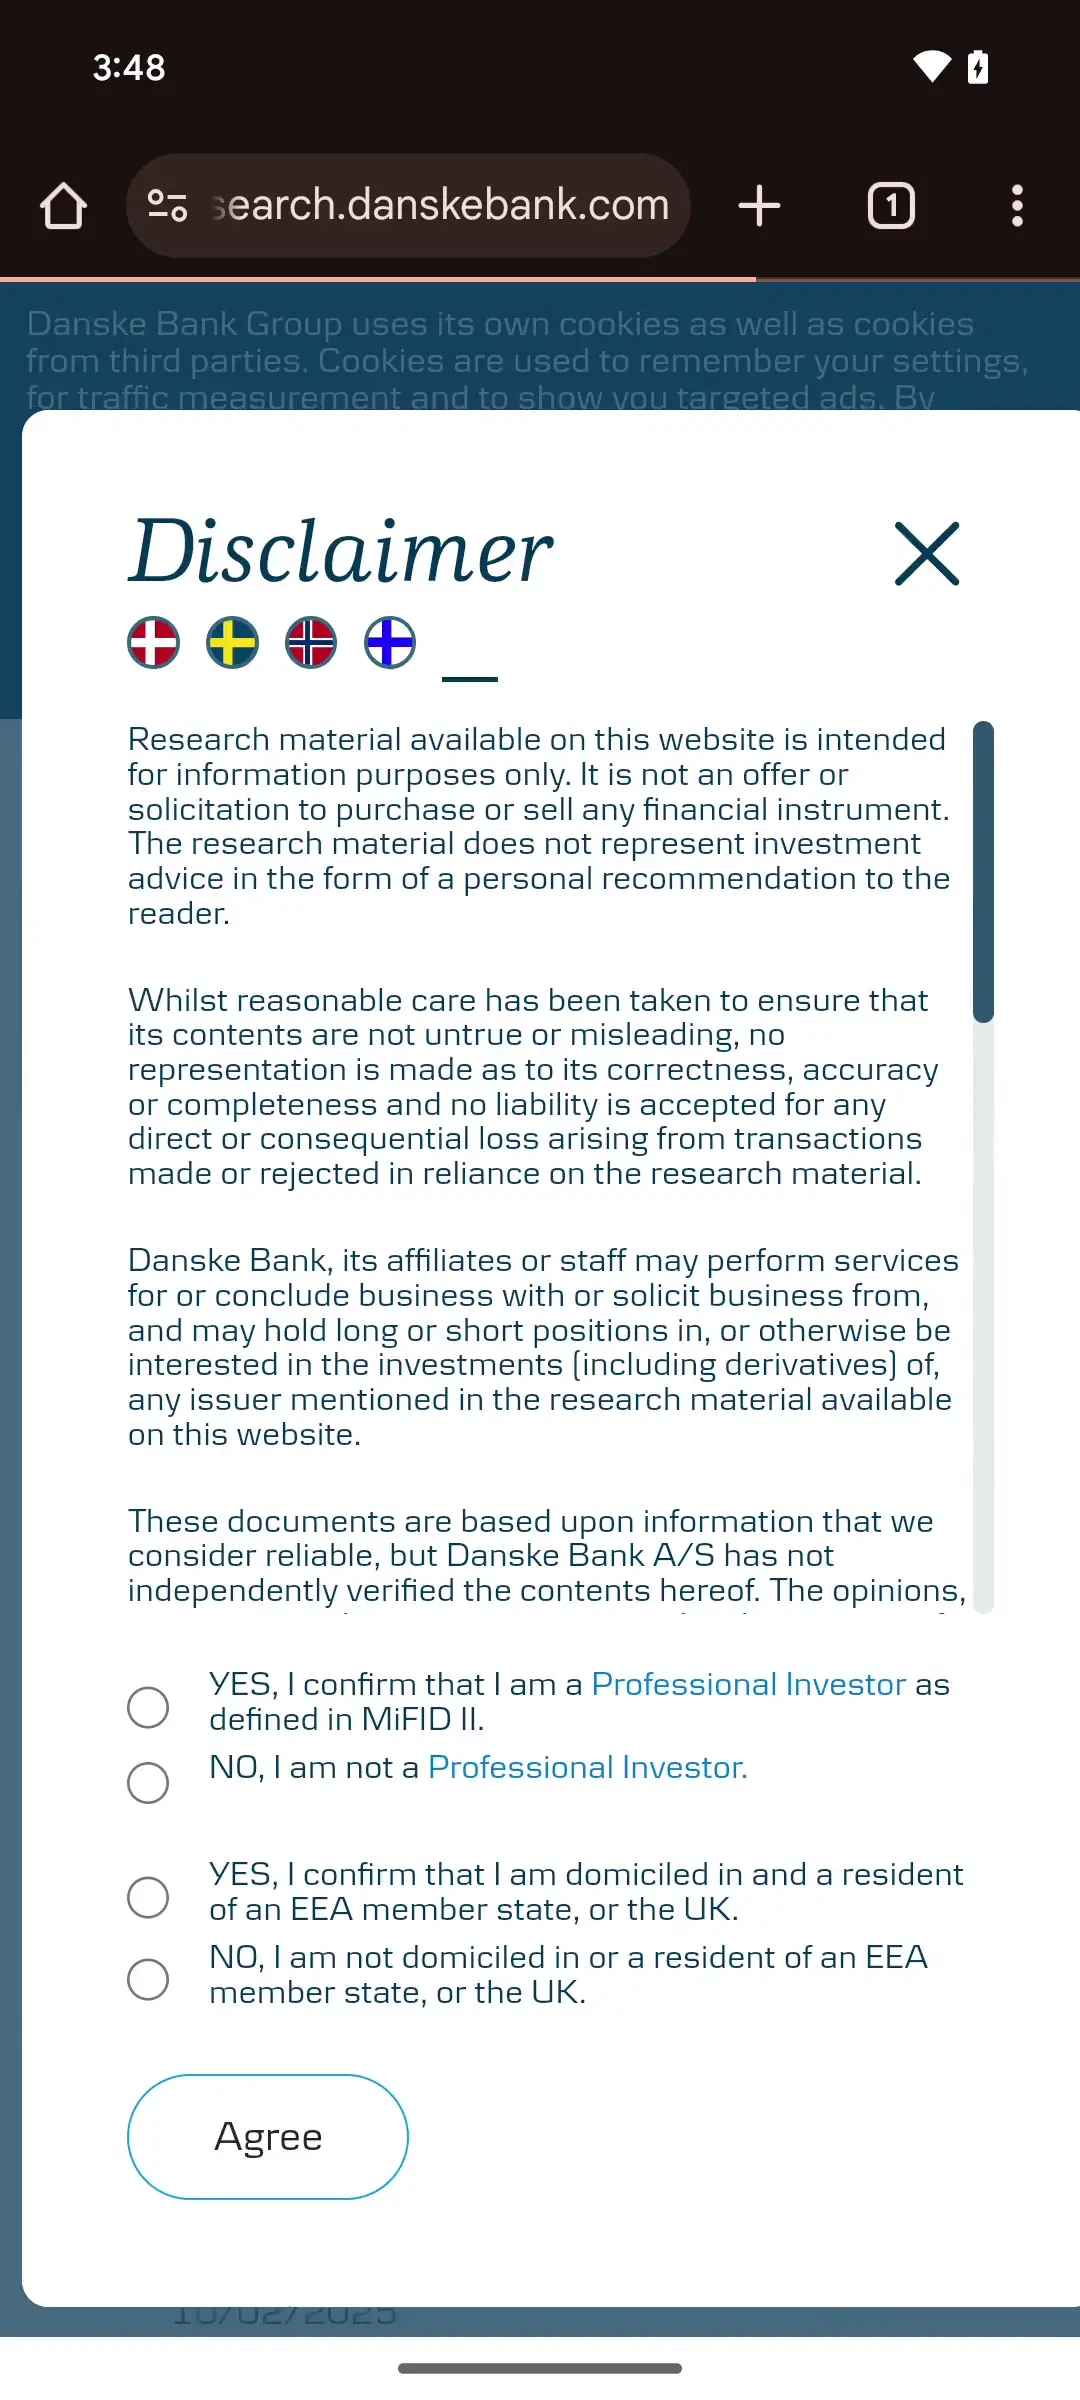 3:48
search.danskebank.com
1
Danske Bank Group uses its own cookies as well as cookies
from third parties. Cookies are used to remember your settings,
for traffic measurement and to show you targeted ads. By
Disclaimer
Research material available on this website is intended
for information purposes only. It is not an offer or
solicitation to purchase or sell any financial instrument.
The research material does not represent investment
advice in the form of a personal recommendation to the
reader.
Whilst reasonable care has been taken to ensure that
its contents are not untrue or misleading, no
representation is made as to its correctness, accuracy
or completeness and no liability is accepted for any
direct or consequential loss arising from transactions
made or rejected in reliance on the research material.
Danske Bank, its affiliates or staff may perform services
for or conclude business with or solicit business from,
and may hold long or short positions in, or otherwise be
interested in the investments (including derivatives) of,
any issuer mentioned in the research material available
on this website.
These documents are based upon information that we
consider reliable, but Danske Bank A/S has not
independently verified the contents hereof. The opinions,
YES, I confirm that I am a Professional Investor as
defined in MiFID II.
NO, I am not a Professional Investor.
YES, I confirm that I am domiciled in and a resident
of an EEA member state, or the UK.
NO, I am not domiciled in or a resident of an EEA
member state, or the UK.
Agree
10/02/2025